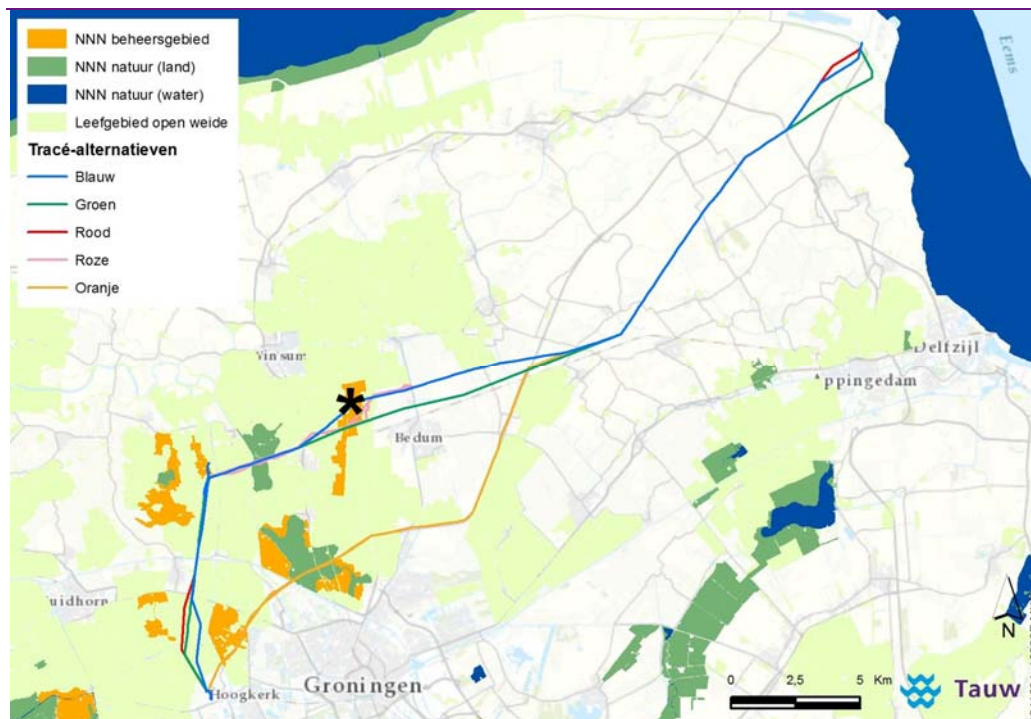 NNN beheersgebied
NNN natuur (land)
NNN natuur (water)
Leefgebied open weide
Tracé-alternatieven
Blauw
Groen
Rood
Roze
Oranje
Eems
Delfzijl
Bedum
Hoogkerk
Groningen
N
0 2,5 5 Km
Tauw